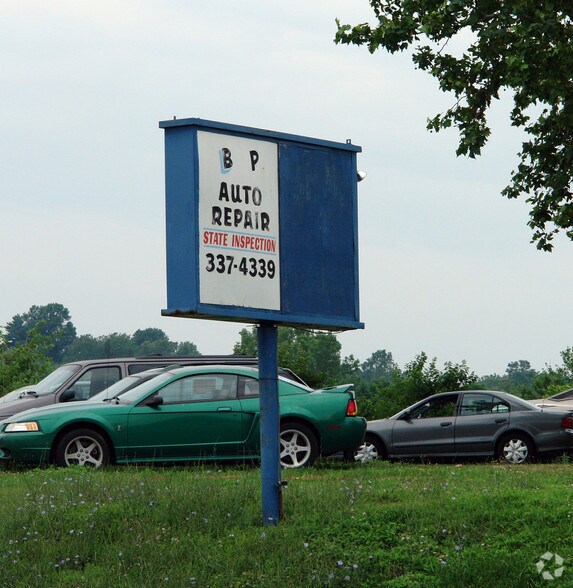 B P
AUTO
REPAIR
STATE INSPECTION
337-4339